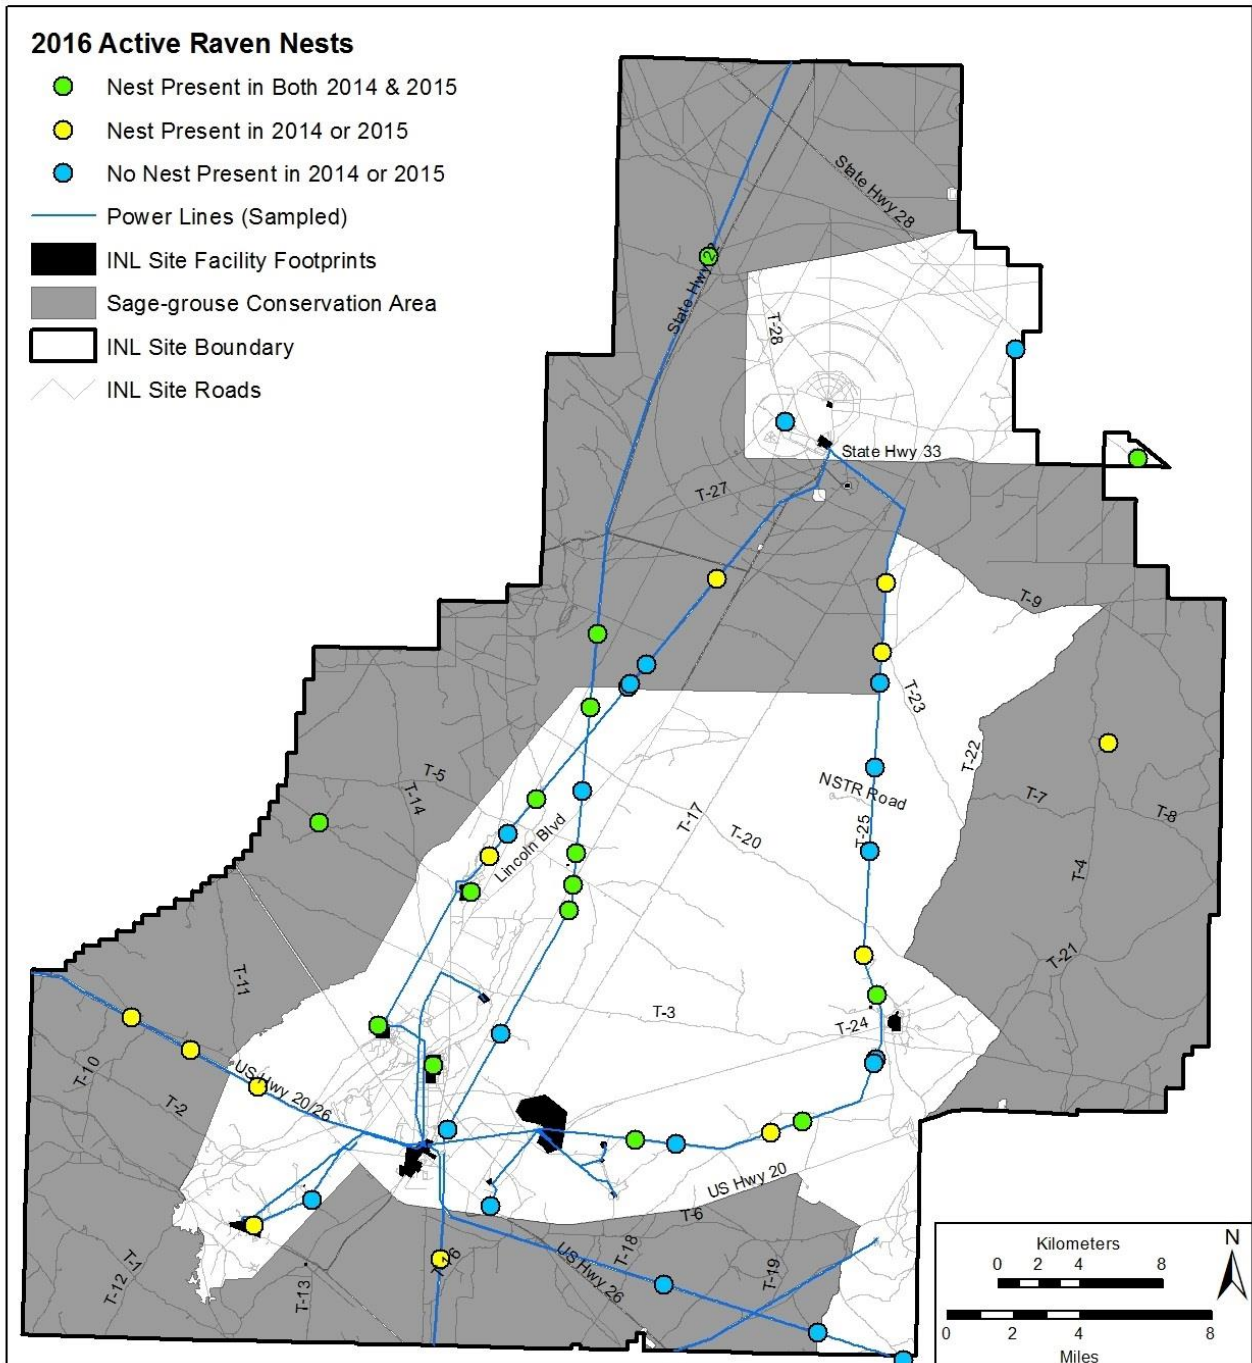 2016 Active Raven Nests
Nest Present in Both 2014 & 2015
Nest Present in 2014 or 2015
No Nest Present in 2014 or 2015
Power Lines (Sampled)
INL Site Facility Footprints
Sage-grouse Conservation Area
INL Site Boundary
INL Site Roads
State Hwy 28
State Hwy 22
T-28
State Hwy 33
T-27
T-9
T-23
T-22
T-5
T-14
NSTR Road
T-7
T-8
T-17
T-20
T-25
Lincoln Blvd
T-4
T-21
T-11
T-3
T-24
T-10
US Hwy 20/26
T-2
US Hwy 20
T-6
T-1
T-12
T-13
T-16
T-18
US Hwy 26
T-19
Kilometers
0 2 4 8
N
0 2 4 8
Miles